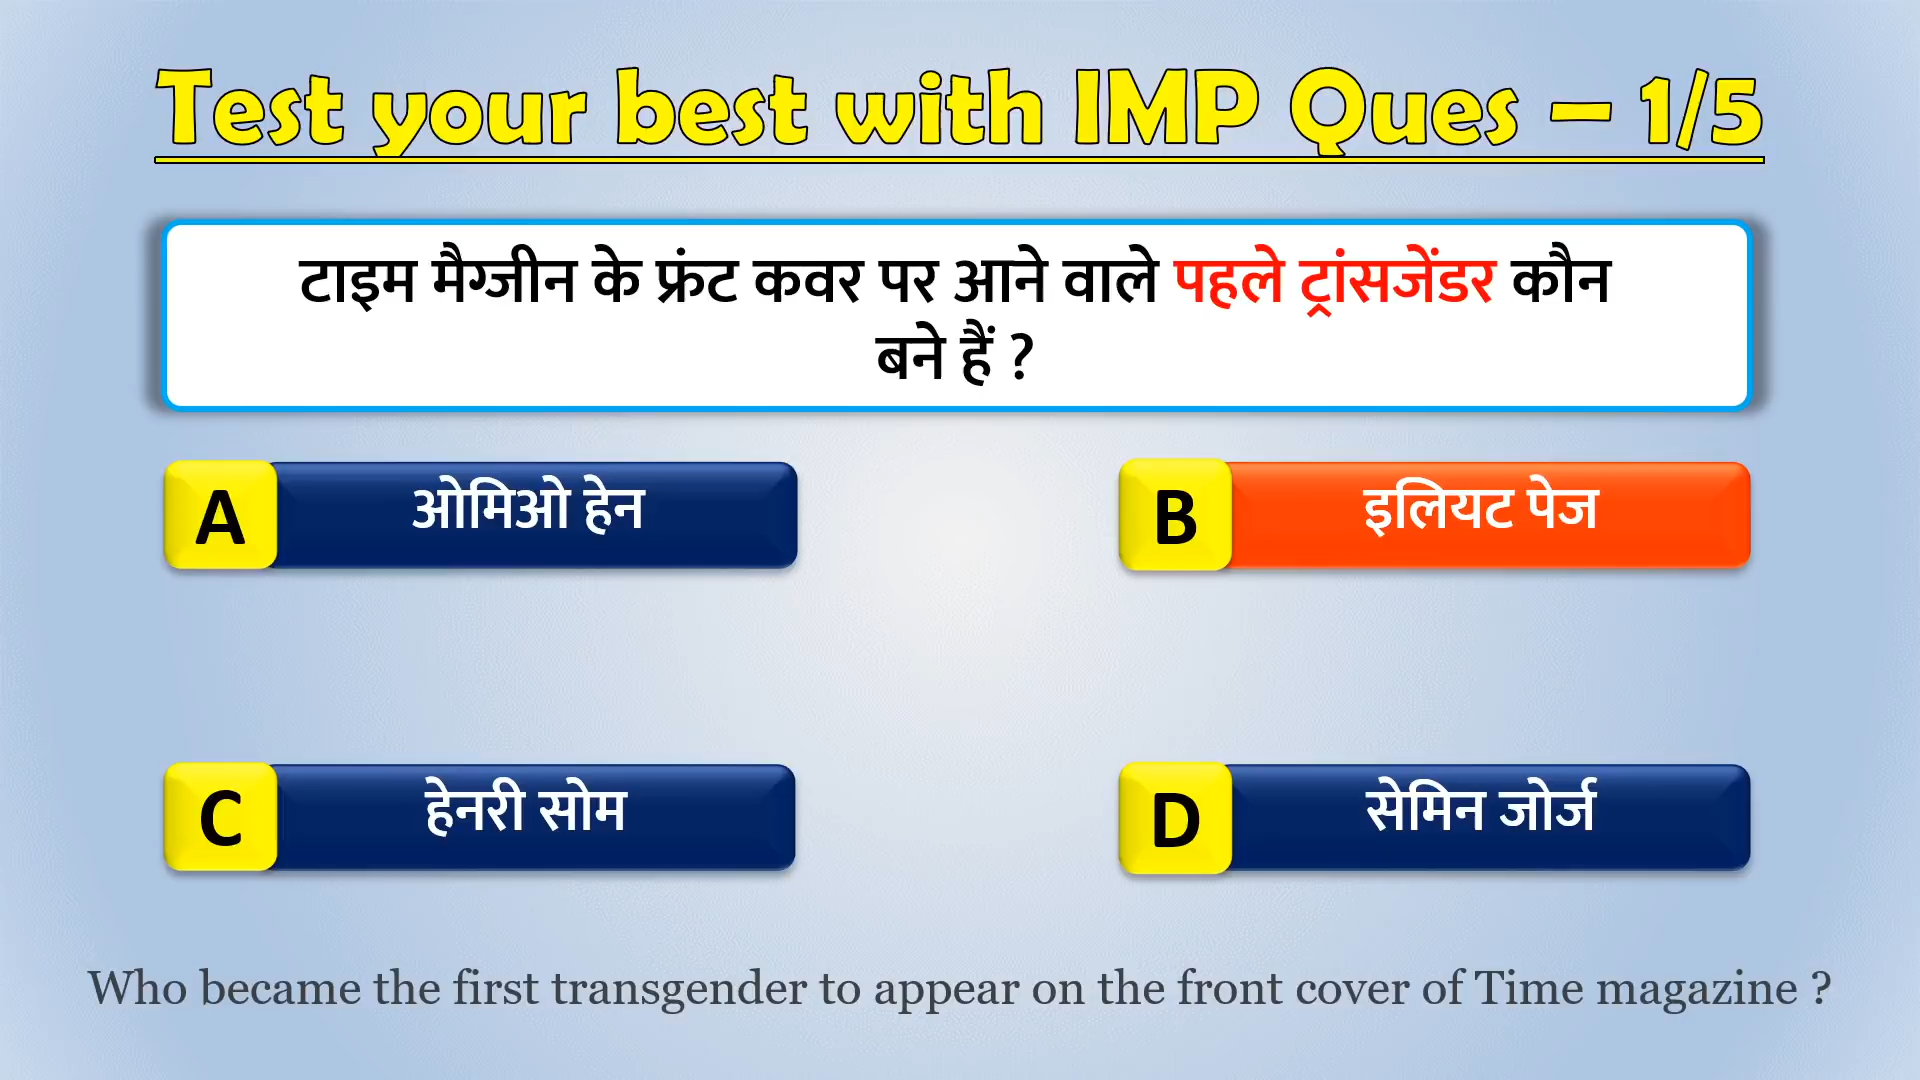 Test your best with IMP Ques – 1/5
टाइम मैग्जीन के फ्रंट कवर पर आने वाले पहले ट्रांसजेंडर कौन
बने हैं ?
A ओमिओ हेन
B इलियट पेज
C हेनरी सोम
D सेमिन जोर्ज
Who became the first transgender to appear on the front cover of Time magazine ?